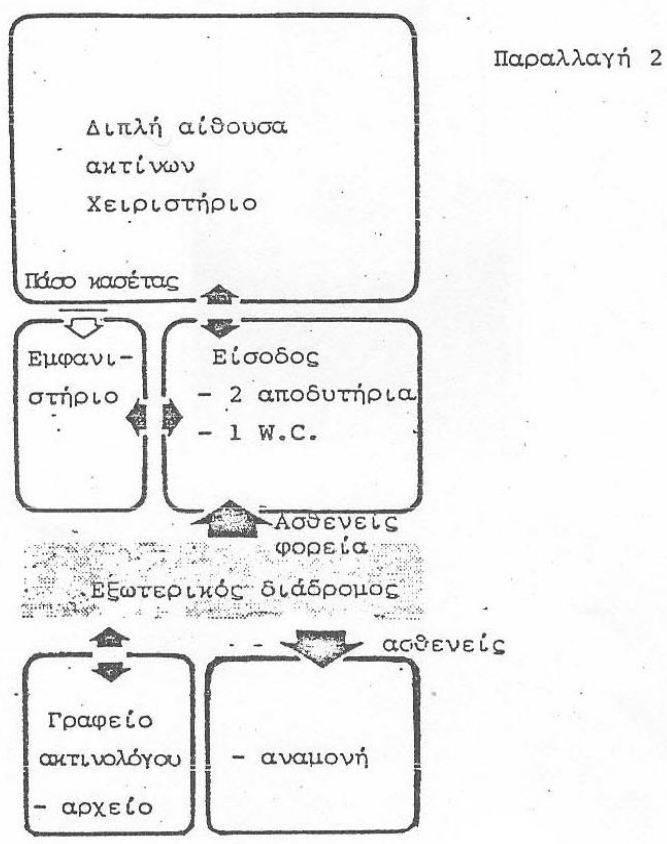 Παραλλαγή 2
Διπλή αίθουσα
ακτίνων
Χειριστήριο
Πάσο κασέτας
Εμφανι-
στήριο
Είσοδος
- 2 αποδυτήρια
- 1 W.C.
Ασθενείς
φορεία
Εξωτερικός διάδρομος
ασθενείς
Γραφείο
ακτινολόγου
- αρχείο
- αναμονή